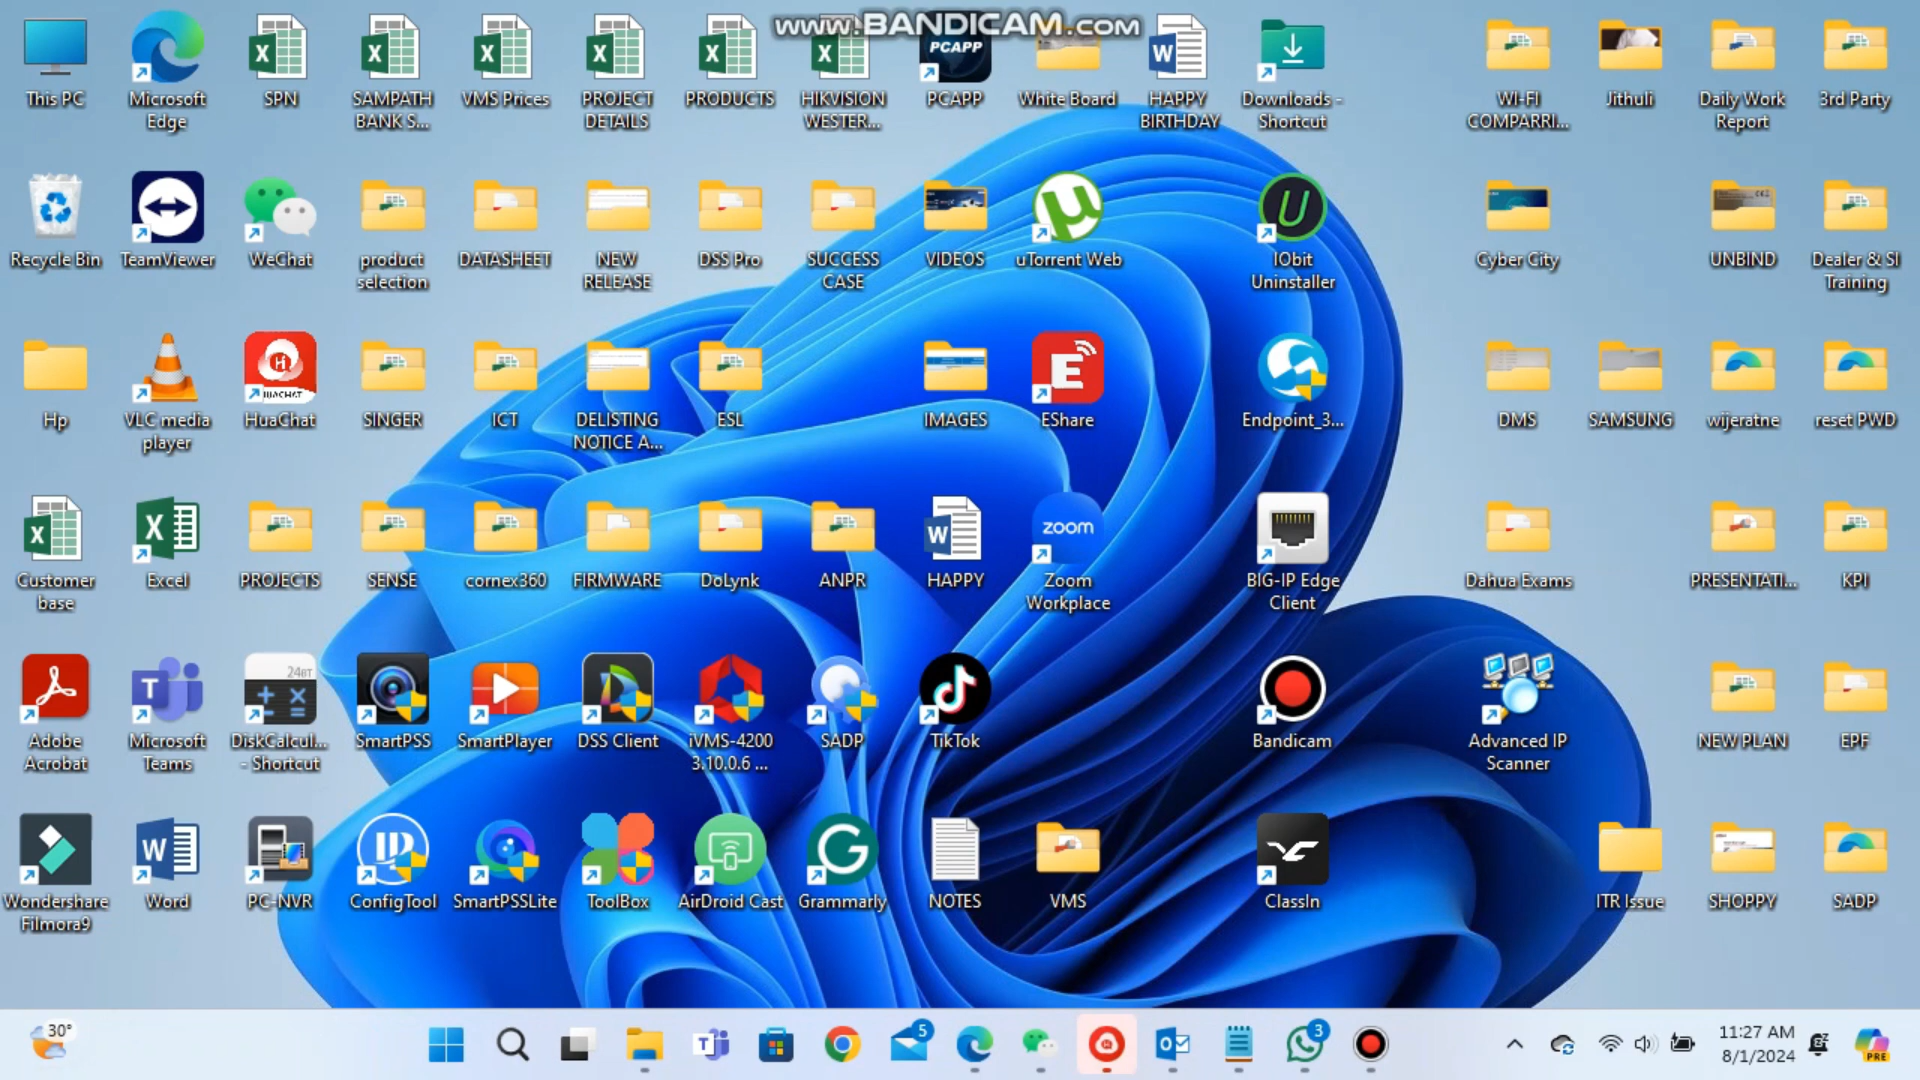 www.BANDICAM.com
This PC
Microsoft
Edge
SPN
SAMPATH
BANK S...
VMS Prices
PROJECT
DETAILS
PRODUCTS
HIKVISION
WESTER...
PCAPP
PCAPP
White Board
HAPPY
BIRTHDAY
Downloads -
Shortcut
WI-FI
COMPARRI...
Jithuli
Daily Work
Report
3rd Party
Recycle Bin
TeamViewer
WeChat
product
selection
DATASHEET
NEW
RELEASE
DSS Pro
SUCCESS
CASE
VIDEOS
uTorrent Web
IObit
Uninstaller
Cyber City
UNBIND
Dealer & SI
Training
Hp
VLC media
player
HUACHAT
HuaChat
SINGER
ICT
DELISTING
NOTICE A...
ESL
IMAGES
EShare
Endpoint_3...
DMS
SAMSUNG
wijeratne
reset PWD
Customer
base
Excel
PROJECTS
SENSE
cornex360
FIRMWARE
DoLynk
ANPR
HAPPY
zoom
Zoom
Workplace
BIG-IP Edge
Client
Dahua Exams
PRESENTATI...
KPI
Adobe
Acrobat
Microsoft
Teams
24BT
DiskCalcul...
- Shortcut
SmartPSS
SmartPlayer
DSS Client
iVMS-4200
3.10.0.6 ...
SADP
TikTok
Bandicam
Advanced IP
Scanner
NEW PLAN
EPF
Wondershare
Filmora9
Word
PC-NVR
IP
ConfigTool
SmartPSSLite
ToolBox
AirDroid Cast
Grammarly
NOTES
VMS
ClassIn
ITR Issue
SHOPPY
SADP
30°
5
3
11:27 AM
8/1/2024
PRE